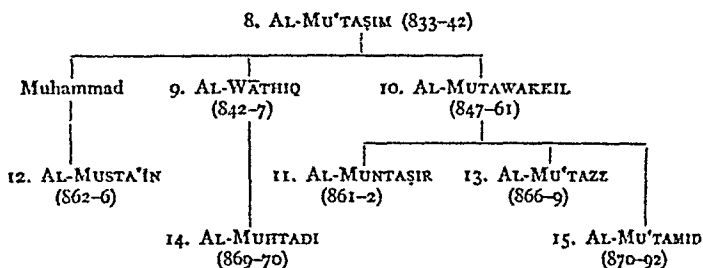 8. AL-MU‘TAṢIM (833–42)
Muhammad 9. AL-WĀTHIQ 10. AL-MUTAWAKKIL
(842–7) (847–61)
12. AL-MUSTA‘ĪN 11. AL-MUNTAṢIR 13. AL-MU‘TAZZ
(862–6) (861–2) (866–9)
14. AL-MUHTADI 15. AL-MU‘TAMID
(869–70) (870–92)